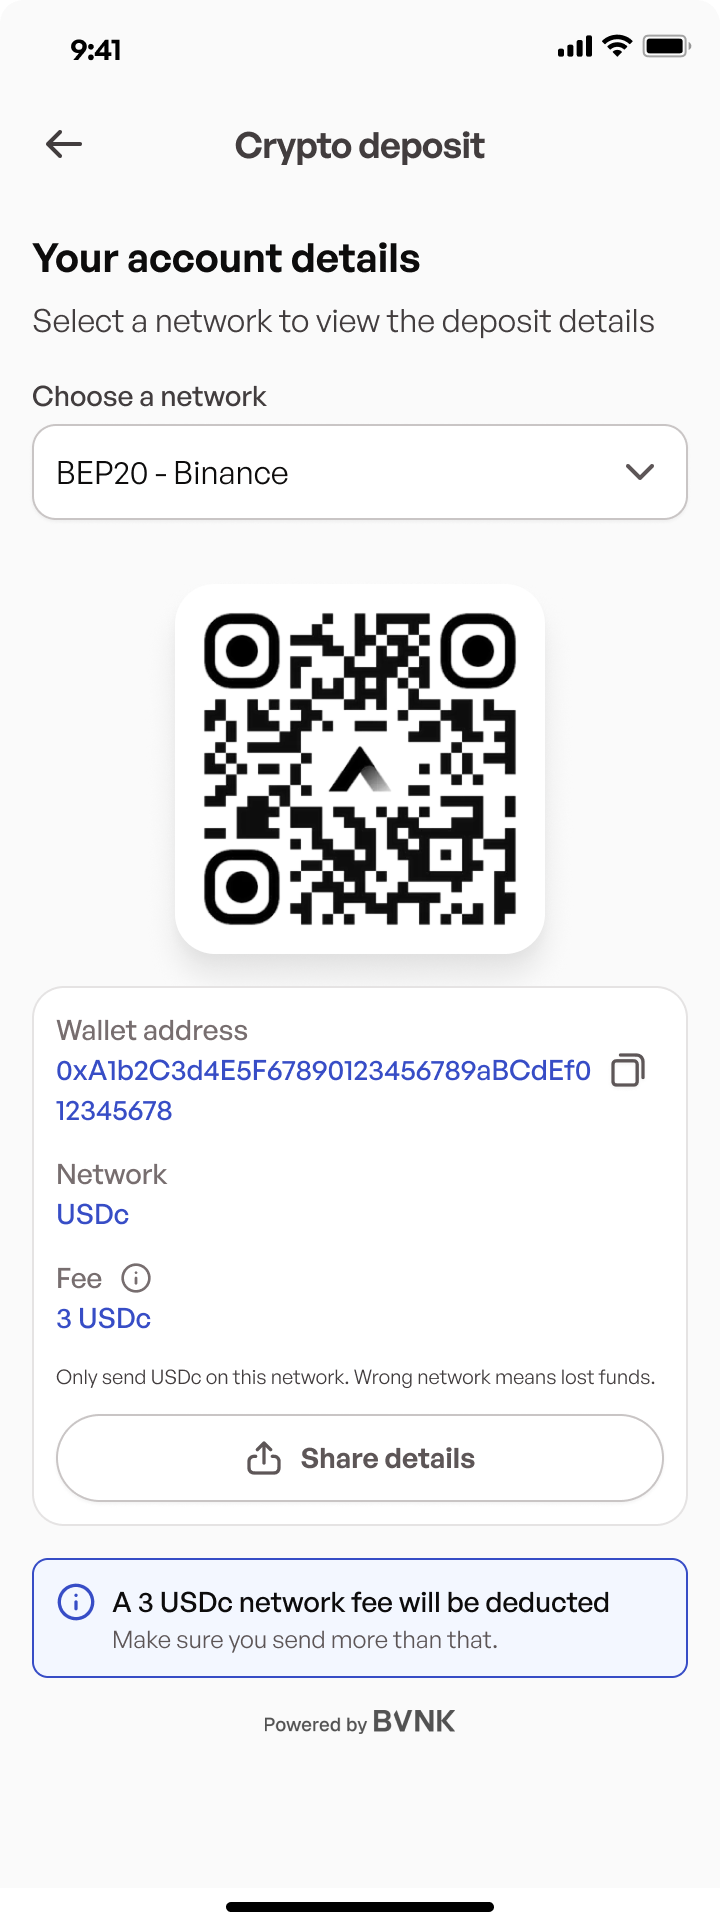 9:41
Crypto deposit
Your account details
Select a network to view the deposit details
Choose a network
BEP20 - Binance
Wallet address
0xA1b2C3d4E5F67890123456789aBCdEf0
12345678
Network
USDc
Fee
3 USDc
Only send USDc on this network. Wrong network means lost funds.
Share details
A 3 USDc network fee will be deducted
Make sure you send more than that.
Powered by BVNK